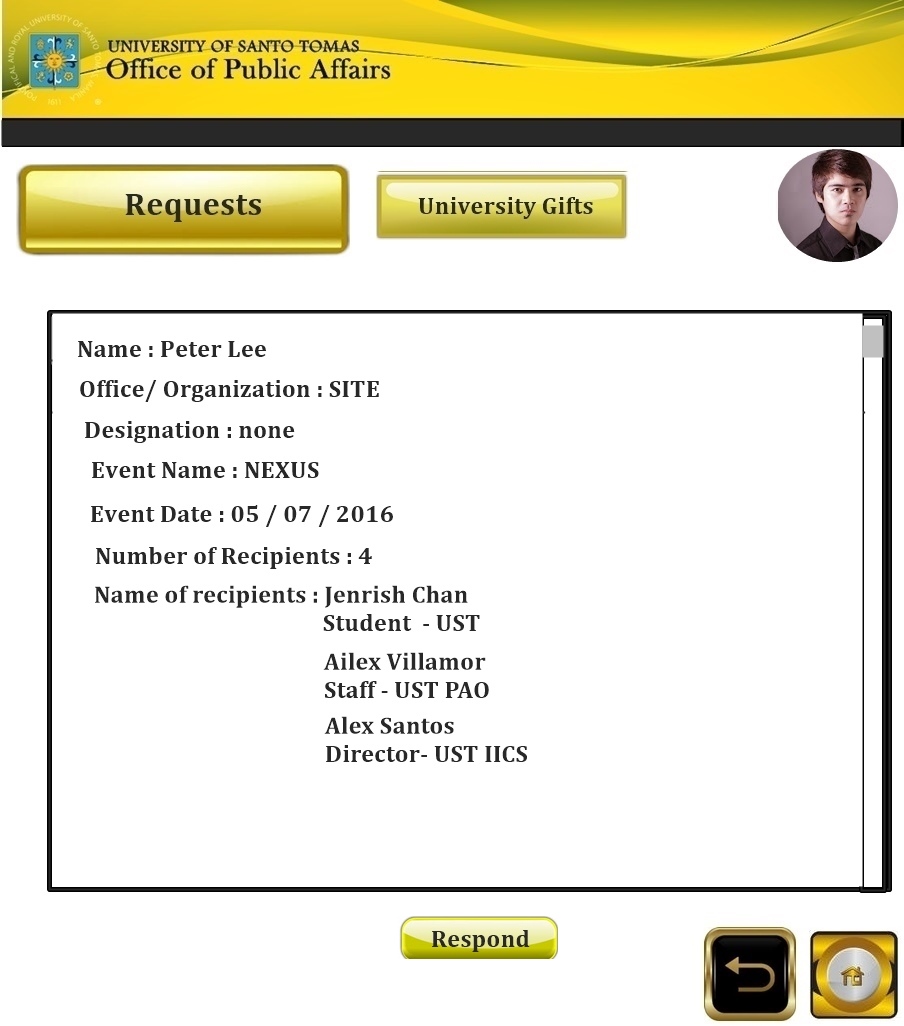 UNIVERSITY OF SANTO TOMAS
Office of Public Affairs
Requests
University Gifts
Name : Peter Lee
Office/ Organization : SITE
Designation : none
Event Name : NEXUS
Event Date : 05 / 07 / 2016
Number of Recipients : 4
Name of recipients : Jenrish Chan
Student - UST
Ailex Villamor
Staff - UST PAO
Alex Santos
Director- UST IICS
Respond